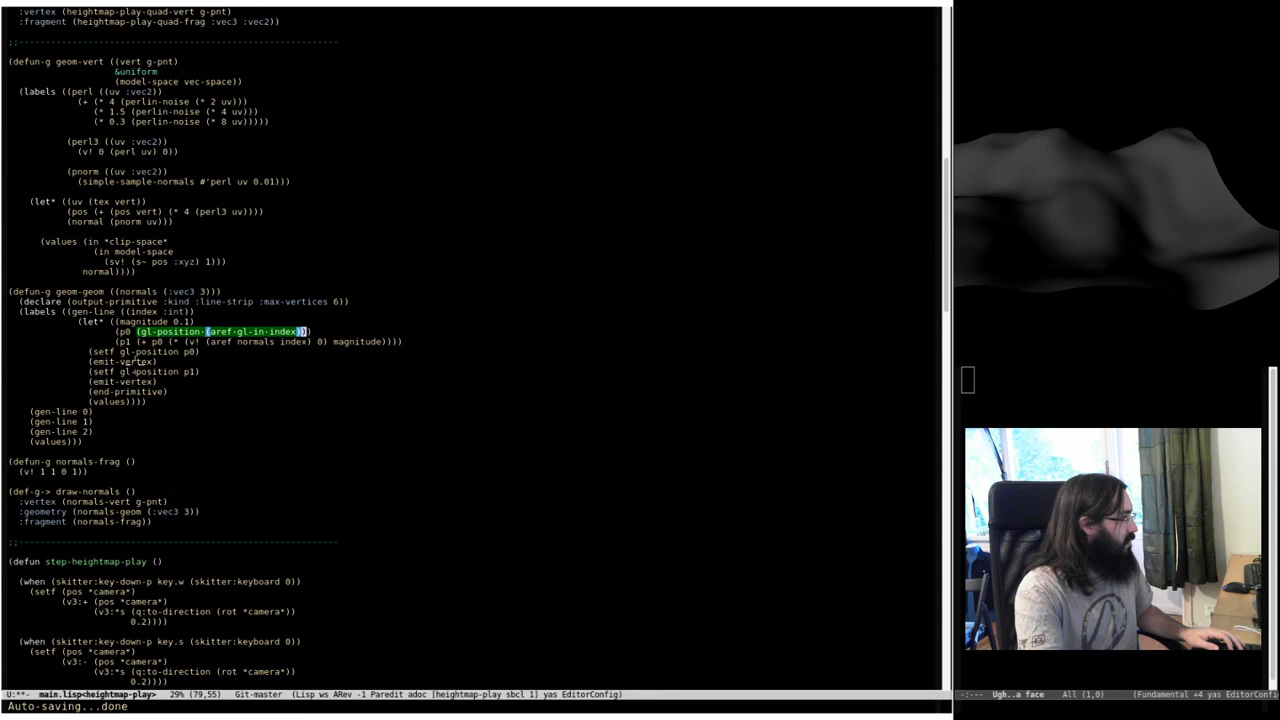 :vertex (heightmap-play-quad-vert g-pnt)
  :fragment (heightmap-play-quad-frag :vec3 :vec2))
;;------------------------------------------------------------
(defun-g geom-vert ((vert g-pnt)
                    &uniform
                    (model-space vec-space))
  (labels ((perl ((uv :vec2))
             (+ (* 4 (perlin-noise (* 2 uv)))
                (* 1.5 (perlin-noise (* 4 uv)))
                (* 0.3 (perlin-noise (* 8 uv)))))
           (perl3 ((uv :vec2))
             (v! 0 (perl uv) 0))
           (pnorm ((uv :vec2))
             (simple-sample-normals #'perl uv 0.01)))
    (let* ((uv (tex vert))
           (pos (+ (pos vert) (* 4 (perl3 uv))))
           (normal (pnorm uv)))
      (values (in *clip-space*
                (in model-space
                  (sv! (s~ pos :xyz) 1)))
              normal))))
(defun-g geom-geom ((normals (:vec3 3)))
  (declare (output-primitive :kind :line-strip :max-vertices 6))
  (labels ((gen-line ((index :int))
             (let* ((magnitude 0.1)
                    (p0 (gl-position·(aref·gl-in·index)))
                    (p1 (+ p0 (* (v! (aref normals index) 0) magnitude))))
               (setf gl-position p0)
               (emit-vertex)
               (setf gl-position p1)
               (emit-vertex)
               (end-primitive)
               (values))))
    (gen-line 0)
    (gen-line 1)
    (gen-line 2)
    (values)))
(defun-g normals-frag ()
  (v! 1 1 0 1))
(def-g-> draw-normals ()
  :vertex (normals-vert g-pnt)
  :geometry (normals-geom (:vec3 3))
  :fragment (normals-frag))
;;------------------------------------------------------------
(defun step-heightmap-play ()
  (when (skitter:key-down-p key.w (skitter:keyboard 0))
    (setf (pos *camera*)
          (v3:+ (pos *camera*)
                (v3:*s (q:to-direction (rot *camera*))
                       0.2))))
  (when (skitter:key-down-p key.s (skitter:keyboard 0))
    (setf (pos *camera*)
          (v3:- (pos *camera*)
                (v3:*s (q:to-direction (rot *camera*))
                       0.2))))
U:**-  main.lisp<heightmap-play>   29% (79,55)   Git-master  (Lisp ws ARev -1 Paredit adoc [heightmap-play sbcl 1] yas EditorConfig)
-:---  Ugh..a face   All (1,0)      (Fundamental +4 yas EditorConfi
Auto-saving...done